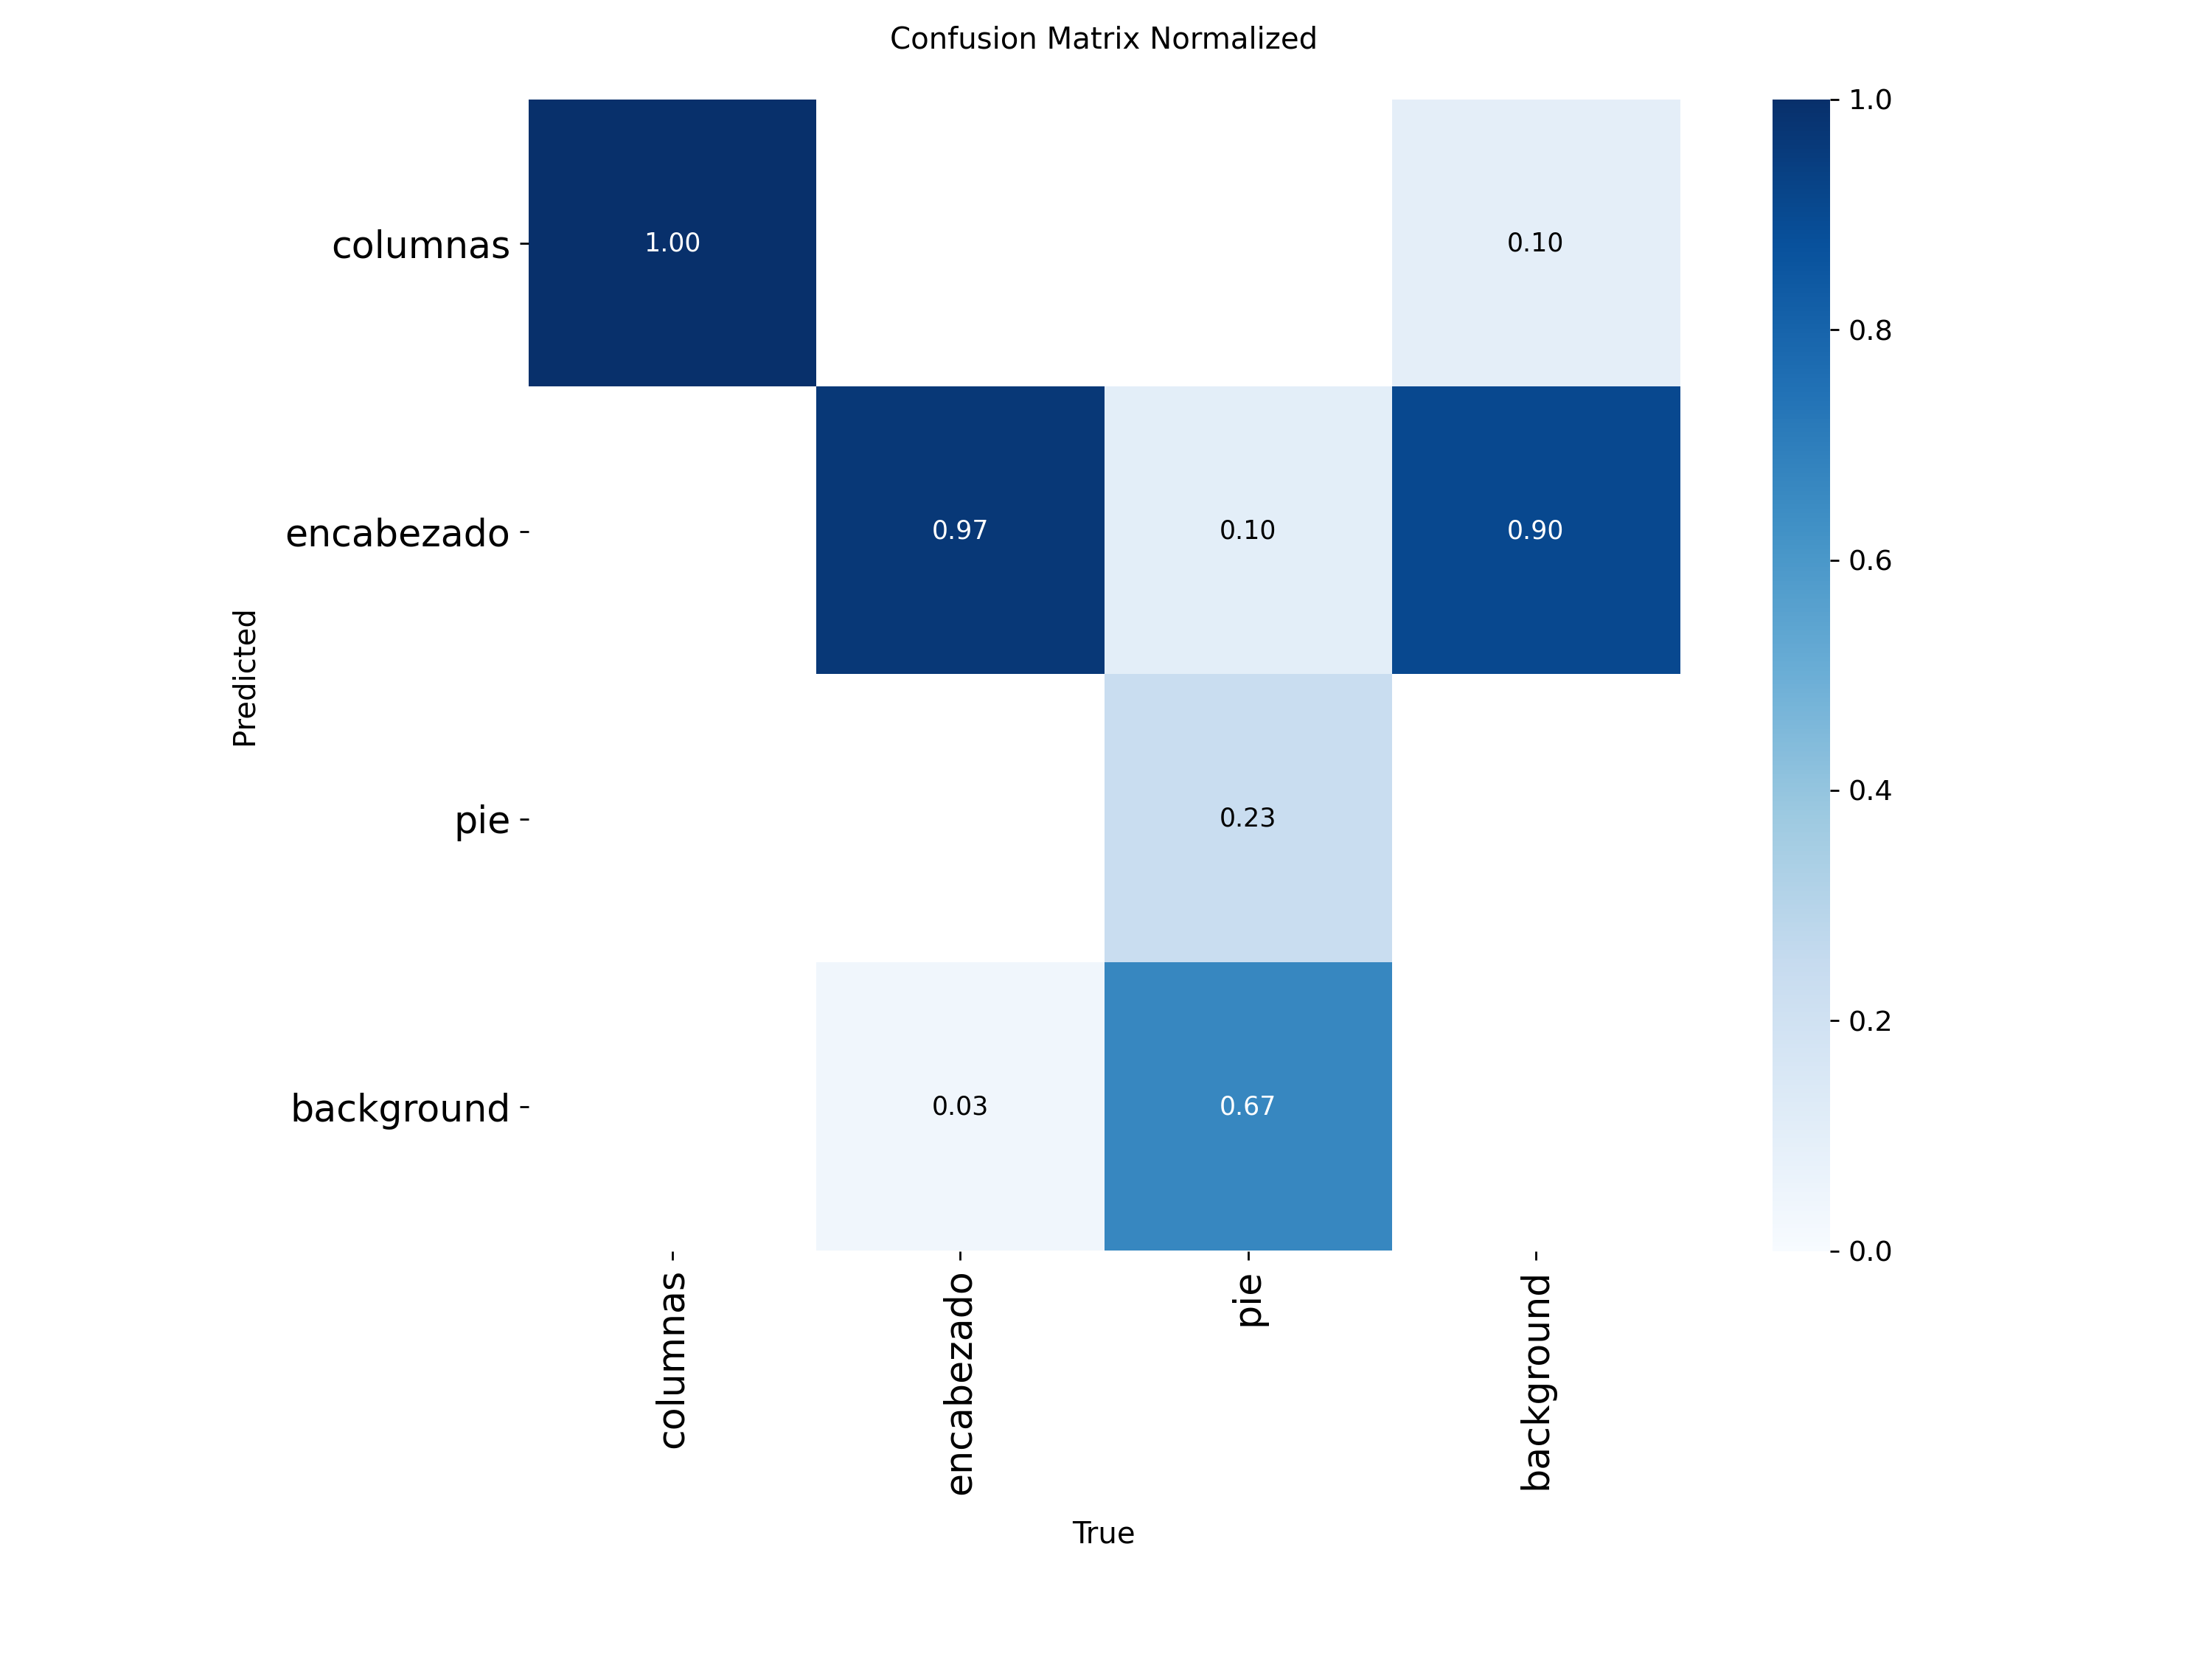 Confusion Matrix Normalized
columnas
1.00
0.10
encabezado
0.97
0.10
0.90
pie
0.23
background
0.03
0.67
Predicted
columnas
encabezado
pie
background
True
1.0
0.8
0.6
0.4
0.2
0.0